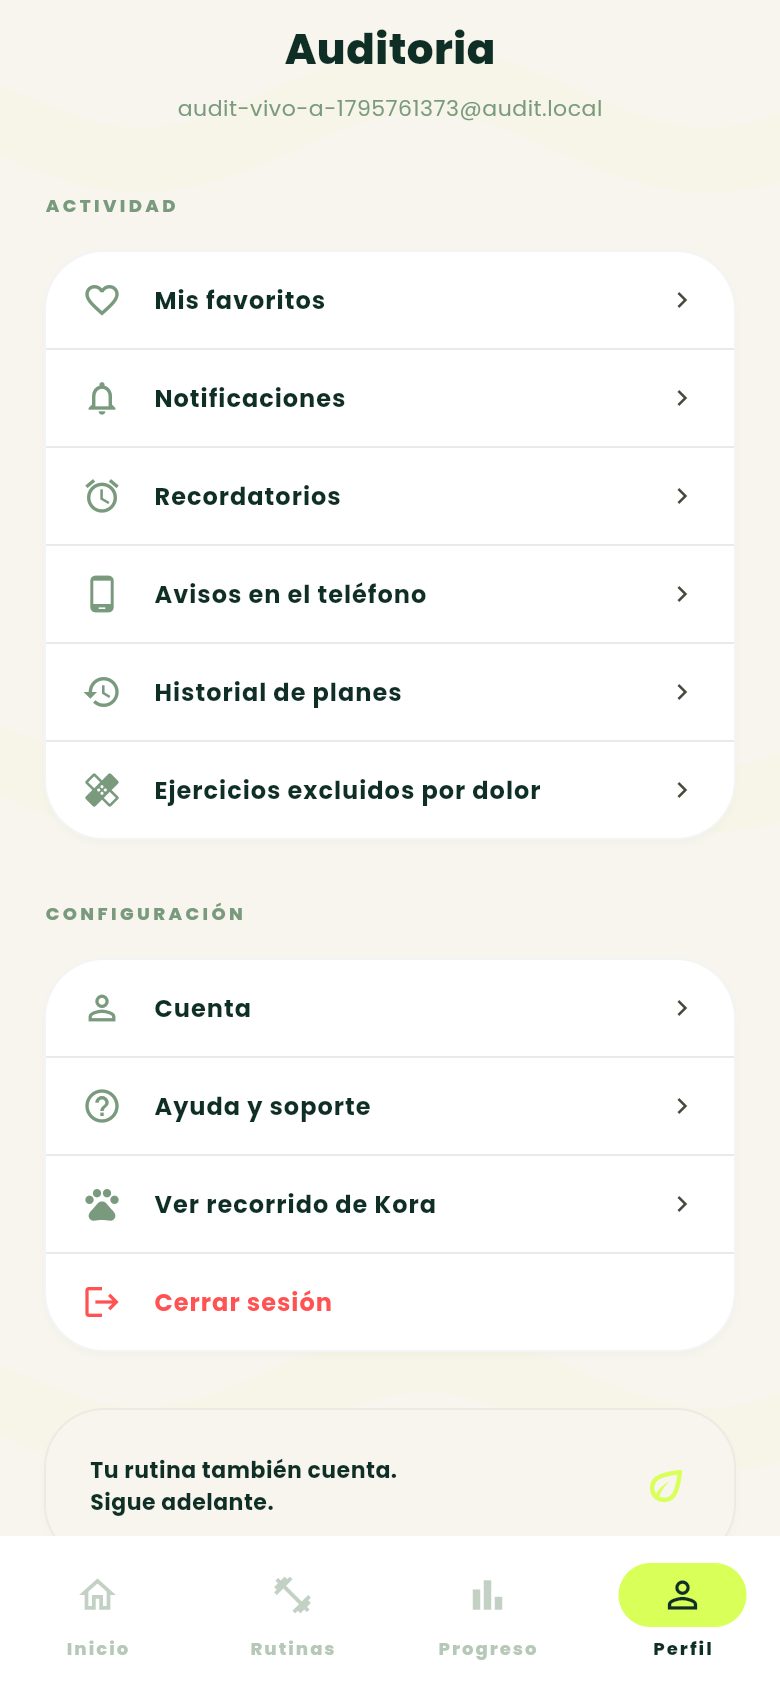 Auditoria
audit-vivo-a-1795761373@audit.local
ACTIVIDAD
Mis favoritos
Notificaciones
Recordatorios
Avisos en el teléfono
Historial de planes
Ejercicios excluidos por dolor
CONFIGURACIÓN
Cuenta
Ayuda y soporte
Ver recorrido de Kora
Cerrar sesión
Tu rutina también cuenta.
Sigue adelante.
Inicio
Rutinas
Progreso
Perfil